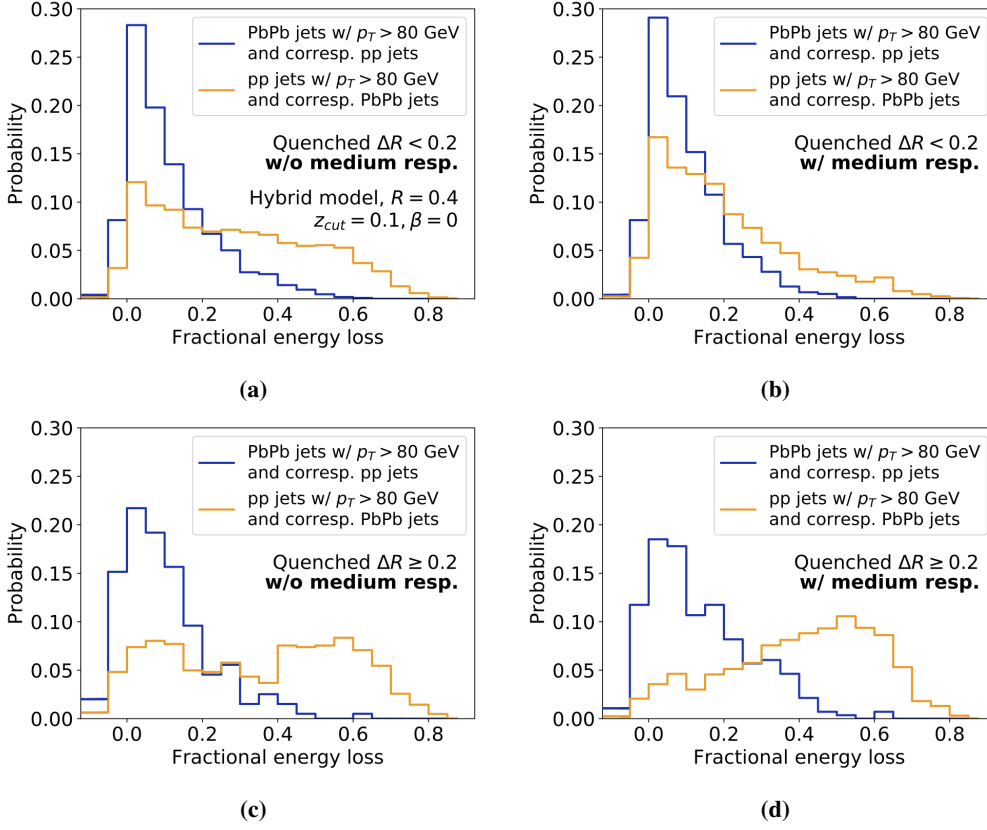 0.30
0.25
0.20
0.15
0.10
0.05
0.00
Probability
PbPb jets w/ $p_T > 80$ GeV
and corresp. pp jets
pp jets w/ $p_T > 80$ GeV
and corresp. PbPb jets
Quenched $\Delta R < 0.2$
w/o medium resp.
Hybrid model, $R = 0.4$
$z_{cut} = 0.1, \beta = 0$
0.0 0.2 0.4 0.6 0.8
Fractional energy loss
(a)
0.30
0.25
0.20
0.15
0.10
0.05
0.00
Probability
PbPb jets w/ $p_T > 80$ GeV
and corresp. pp jets
pp jets w/ $p_T > 80$ GeV
and corresp. PbPb jets
Quenched $\Delta R < 0.2$
w/ medium resp.
0.0 0.2 0.4 0.6 0.8
Fractional energy loss
(b)
0.30
0.25
0.20
0.15
0.10
0.05
0.00
Probability
PbPb jets w/ $p_T > 80$ GeV
and corresp. pp jets
pp jets w/ $p_T > 80$ GeV
and corresp. PbPb jets
Quenched $\Delta R \geq 0.2$
w/o medium resp.
0.0 0.2 0.4 0.6 0.8
Fractional energy loss
(c)
0.30
0.25
0.20
0.15
0.10
0.05
0.00
Probability
PbPb jets w/ $p_T > 80$ GeV
and corresp. pp jets
pp jets w/ $p_T > 80$ GeV
and corresp. PbPb jets
Quenched $\Delta R \geq 0.2$
w/ medium resp.
0.0 0.2 0.4 0.6 0.8
Fractional energy loss
(d)